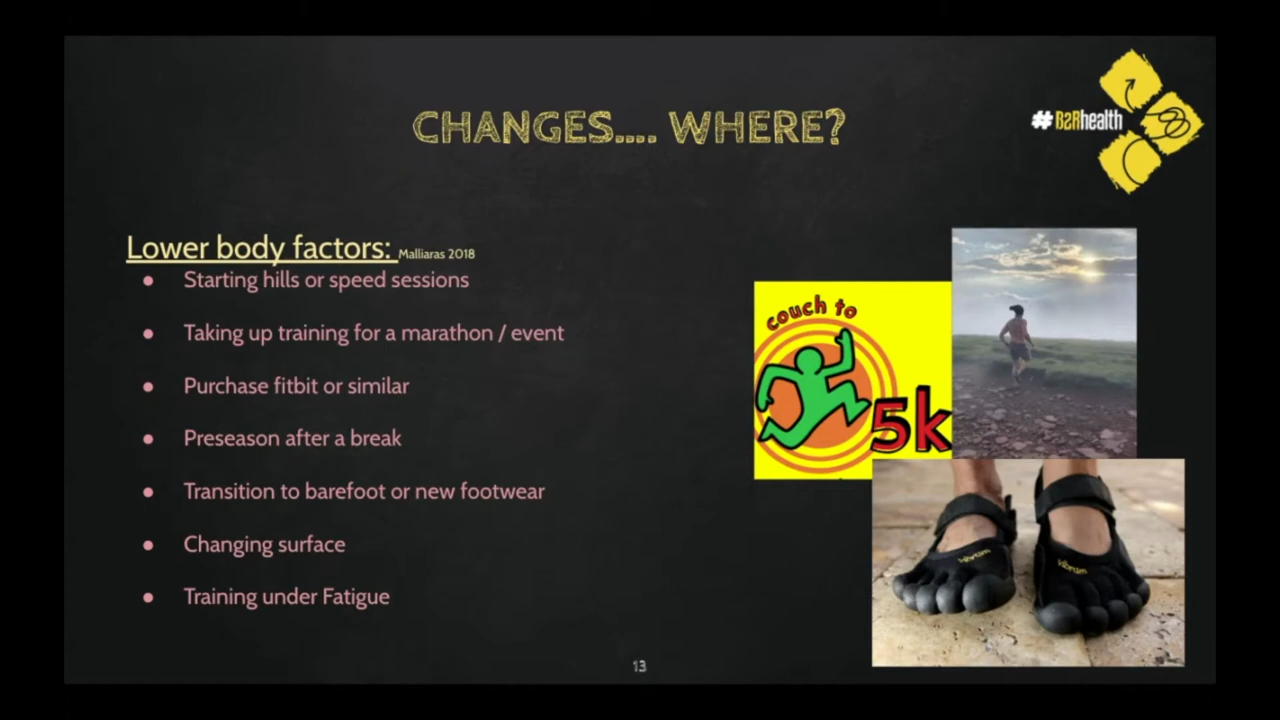 CHANGES.... WHERE?
# B2Rhealth
Lower body factors: Malliaras 2018
● Starting hills or speed sessions
● Taking up training for a marathon / event
● Purchase fitbit or similar
● Preseason after a break
● Transition to barefoot or new footwear
● Changing surface
● Training under Fatigue
couch to
5k
vibram
vibram
13